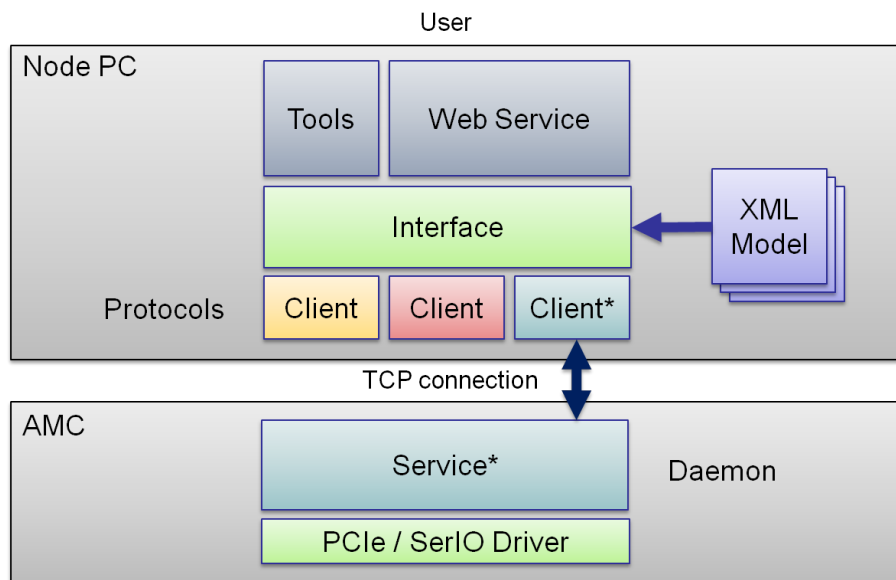 User
Node PC
Tools
Web Service
Interface
XML
Model
Protocols
Client
Client
Client*
TCP connection
AMC
Service*
Daemon
PCIe / SerIO Driver